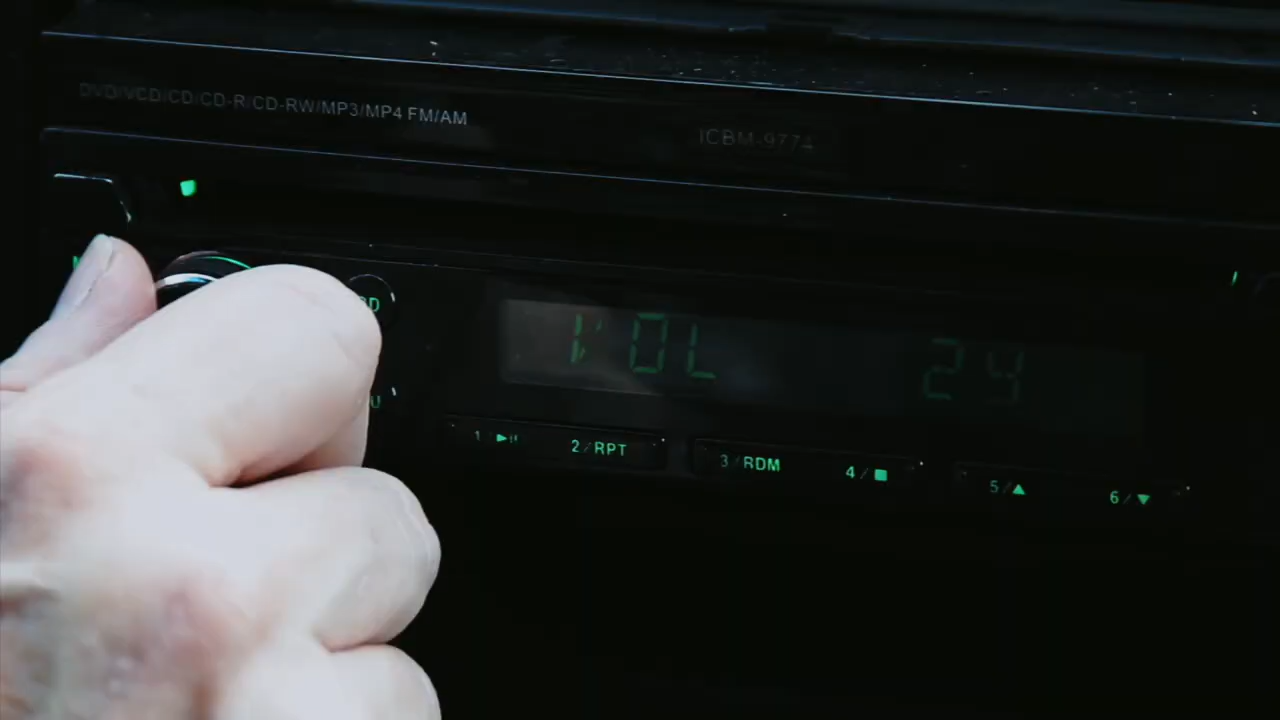 DVD/VCD/CD/CD-R/CD-RW/MP3/MP4 FM/AM
ICBM-9774
VOL 24
1 ▶II 2/RPT 3/RDM 4/■ 5/▲ 6/▼